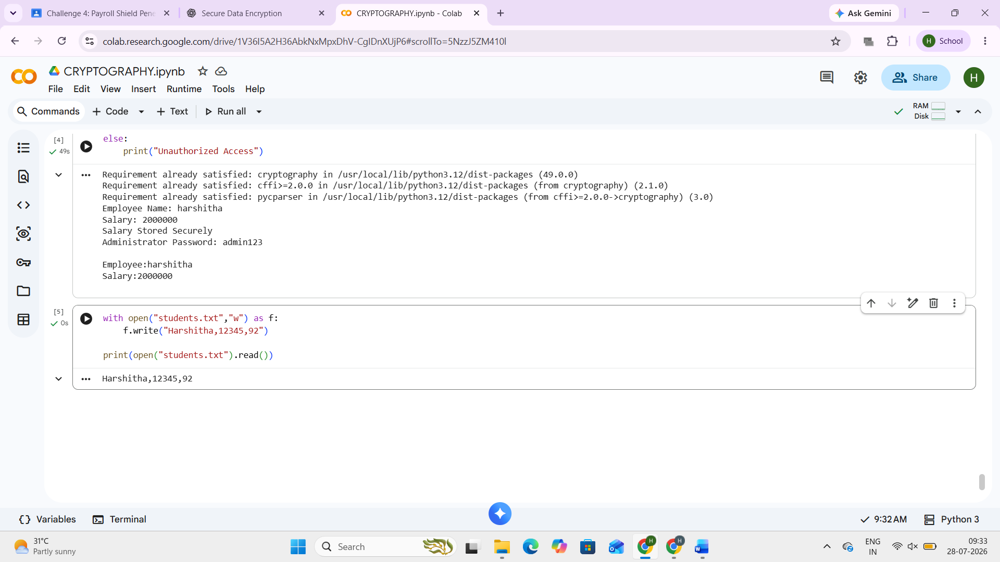 Challenge 4: Payroll Shield Pene
Secure Data Encryption
CRYPTOGRAPHY.ipynb - Colab
Ask Gemini
colab.research.google.com/drive/1V36I5A2H36AbkNxMpxDhV-CgIDnXUjP6#scrollTo=5NzzJ5ZM410l
H School
CRYPTOGRAPHY.ipynb
File Edit View Insert Runtime Tools Help
Share
H
Commands + Code + Text Run all
RAM
Disk
[4]
49s
else:
print("Unauthorized Access")
Requirement already satisfied: cryptography in /usr/local/lib/python3.12/dist-packages (49.0.0)
Requirement already satisfied: cffi>=2.0.0 in /usr/local/lib/python3.12/dist-packages (from cryptography) (2.1.0)
Requirement already satisfied: pycparser in /usr/local/lib/python3.12/dist-packages (from cffi>=2.0.0->cryptography) (3.0)
Employee Name: harshitha
Salary: 2000000
Salary Stored Securely
Administrator Password: admin123
Employee:harshitha
Salary:2000000
[5]
0s
with open("students.txt","w") as f:
f.write("Harshitha,12345,92")
print(open("students.txt").read())
Harshitha,12345,92
{} Variables Terminal
9:32 AM Python 3
31°C
Partly sunny
Search
ENG
IN
09:33
28-07-2026